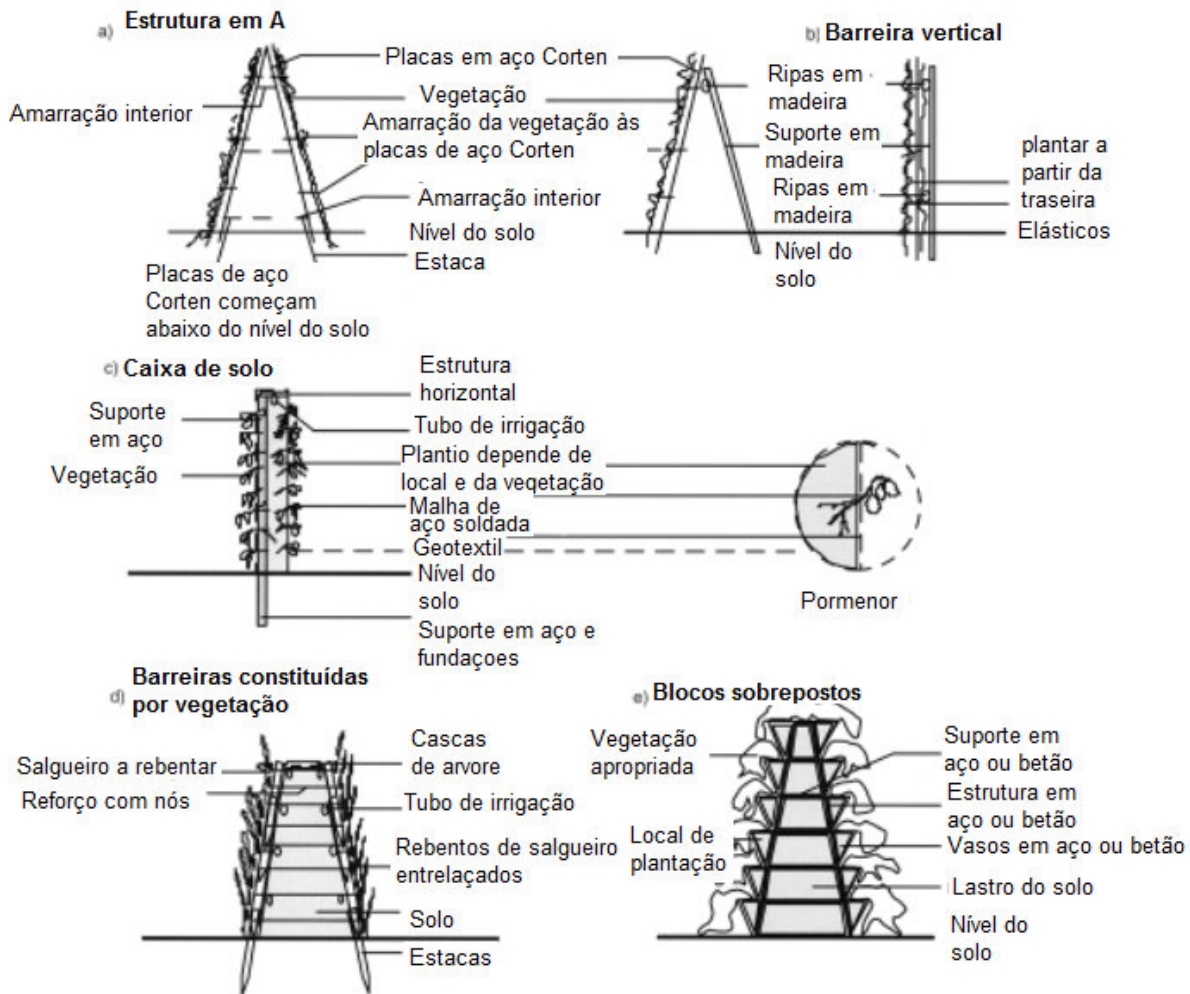 a) Estrutura em A
Placas em aço Corten
Vegetação
Amarração interior
Amarração da vegetação às
placas de aço Corten
Amarração interior
Nível do solo
Estaca
Placas de aço
Corten começam
abaixo do nível do solo
b) Barreira vertical
Ripas em
madeira
Suporte em
madeira
Ripas em
madeira
plantar a
partir da
traseira
Elásticos
Nível do
solo
c) Caixa de solo
Estrutura
horizontal
Suporte
em aço
Tubo de irrigação
Vegetação
Plantio depende de
local e da vegetação
Malha de
aço soldada
Geotextil
Nível do
solo
Suporte em aço e
fundaçoes
Pormenor
d) Barreiras constituídas
por vegetação
Salgueiro a rebentar
Reforço com nós
Cascas
de arvore
Tubo de irrigação
Rebentos de salgueiro
entrelaçados
Solo
Estacas
e) Blocos sobrepostos
Vegetação
apropriada
Local de
plantação
Suporte em
aço ou betão
Estrutura em
aço ou betão
Vasos em aço ou betão
Lastro do solo
Nível do
solo